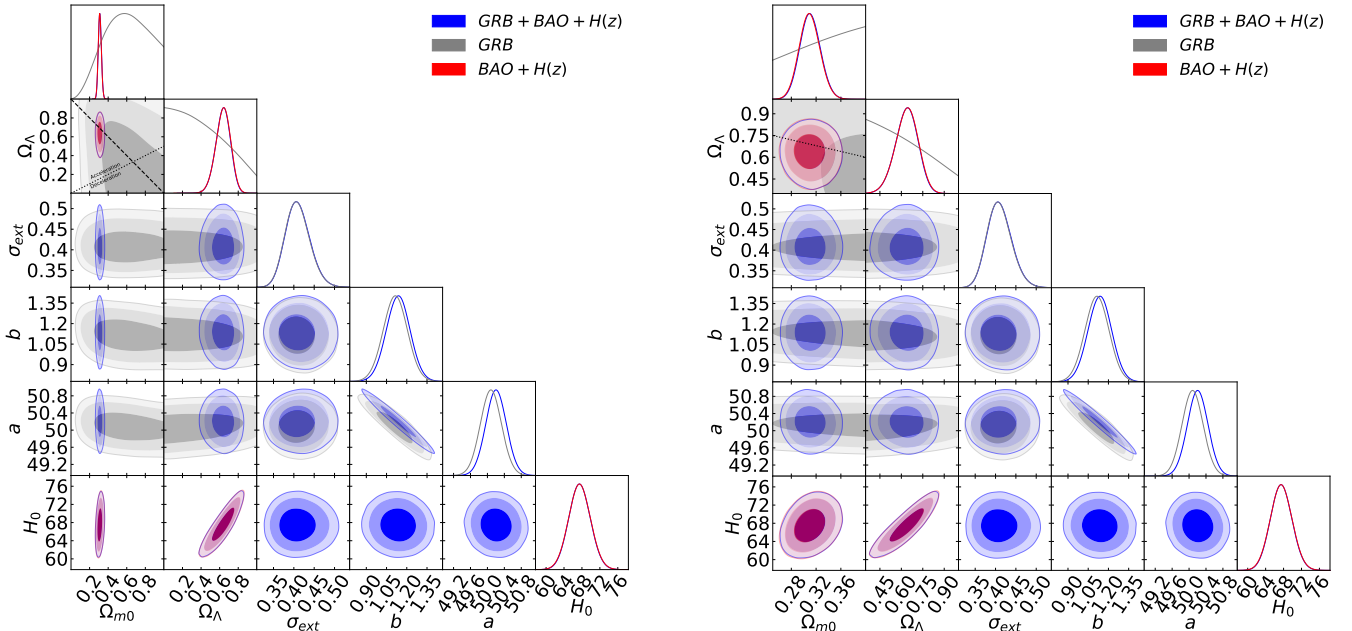 GRB + BAO + H(z)
GRB
BAO + H(z)
Ω_Λ
0.8
0.6
0.4
0.2
0
Acceleration
Deceleration
σ_ext
0.5
0.45
0.4
0.35
b
1.35
1.2
1.05
0.9
a
50.8
50.4
50
49.6
49.2
H_0
76
72
68
64
60
0.2 0.4 0.6 0.8
Ω_m0
0.2 0.4 0.6 0.8
Ω_Λ
0.35 0.40 0.45 0.50
σ_ext
0.90 1.05 1.20 1.35
b
49.2 49.6 50.0 50.4 50.8
a
60 64 68 72 76
H_0
GRB + BAO + H(z)
GRB
BAO + H(z)
Ω_Λ
0.9
0.75
0.6
0.45
σ_ext
0.5
0.45
0.4
0.35
b
1.35
1.2
1.05
0.9
a
50.8
50.4
50
49.6
49.2
H_0
76
72
68
64
60
0.28 0.32 0.36
Ω_m0
0.45 0.60 0.75 0.90
Ω_Λ
0.35 0.40 0.45 0.50
σ_ext
0.90 1.05 1.20 1.35
b
49.2 49.6 50.0 50.4 50.8
a
60 64 68 72 76
H_0